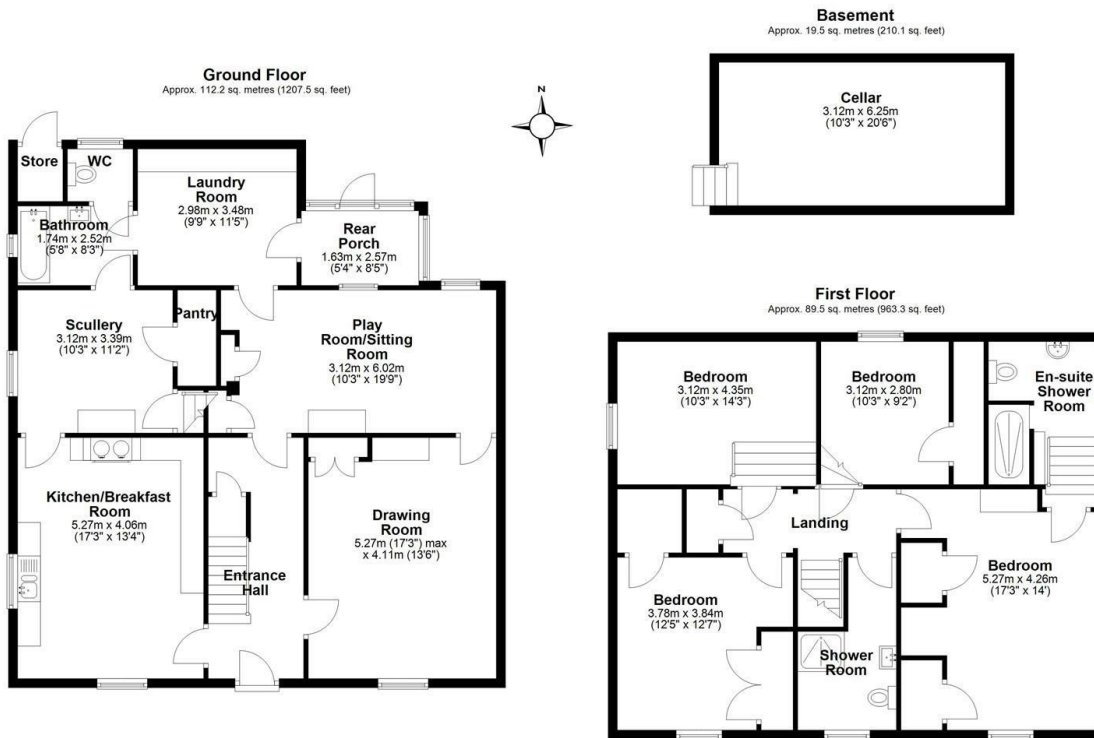 Ground Floor
Approx. 112.2 sq. metres (1207.5 sq. feet)
N
Store
WC
Laundry
Room
2.98m x 3.48m
(9'9" x 11'5")
Bathroom
1.74m x 2.52m
(5'8" x 8'3")
Rear
Porch
1.63m x 2.57m
(5'4" x 8'5")
Scullery
3.12m x 3.39m
(10'3" x 11'2")
Pantry
Play
Room/Sitting
Room
3.12m x 6.02m
(10'3" x 19'9")
Kitchen/Breakfast
Room
5.27m x 4.06m
(17'3" x 13'4")
Entrance
Hall
Drawing
Room
5.27m (17'3") max
x 4.11m (13'6")
Basement
Approx. 19.5 sq. metres (210.1 sq. feet)
Cellar
3.12m x 6.25m
(10'3" x 20'6")
First Floor
Approx. 89.5 sq. metres (963.3 sq. feet)
Bedroom
3.12m x 4.35m
(10'3" x 14'3")
Bedroom
3.12m x 2.80m
(10'3" x 9'2")
En-suite
Shower
Room
Landing
Bedroom
3.78m x 3.84m
(12'5" x 12'7")
Shower
Room
Bedroom
5.27m x 4.26m
(17'3" x 14')